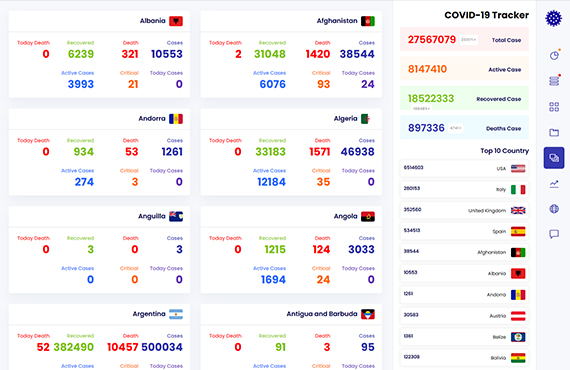 Albania
Today Death Recovered Death Cases
0 6239 321 10553
Active Cases Critical Today Cases
3993 21 0
Afghanistan
Today Death Recovered Death Cases
2 31048 1420 38544
Active Cases Critical Today Cases
6076 93 24
Andorra
Today Death Recovered Death Cases
0 934 53 1261
Active Cases Critical Today Cases
274 3 0
Algeria
Today Death Recovered Death Cases
0 33183 1571 46938
Active Cases Critical Today Cases
12184 35 0
Anguilla
Today Death Recovered Death Cases
0 3 0 3
Active Cases Critical Today Cases
0 0 0
Angola
Today Death Recovered Death Cases
0 1215 124 3033
Active Cases Critical Today Cases
1694 24 0
Argentina
Today Death Recovered Death Cases
52 382490 10457 500034
Active Cases Critical Today Cases
Antigua and Barbuda
Today Death Recovered Death Cases
0 91 3 95
Active Cases Critical Today Cases
COVID-19 Tracker
27567079 Total Case
8147410 Active Case
18522333 Recovered Case
897336 Deaths Case
Top 10 Country
6514603 USA
280153 Italy
352560 United Kingdom
534513 Spain
38544 Afghanistan
10553 Albania
1261 Andorra
30583 Austria
1361 Belize
122308 Bolivia